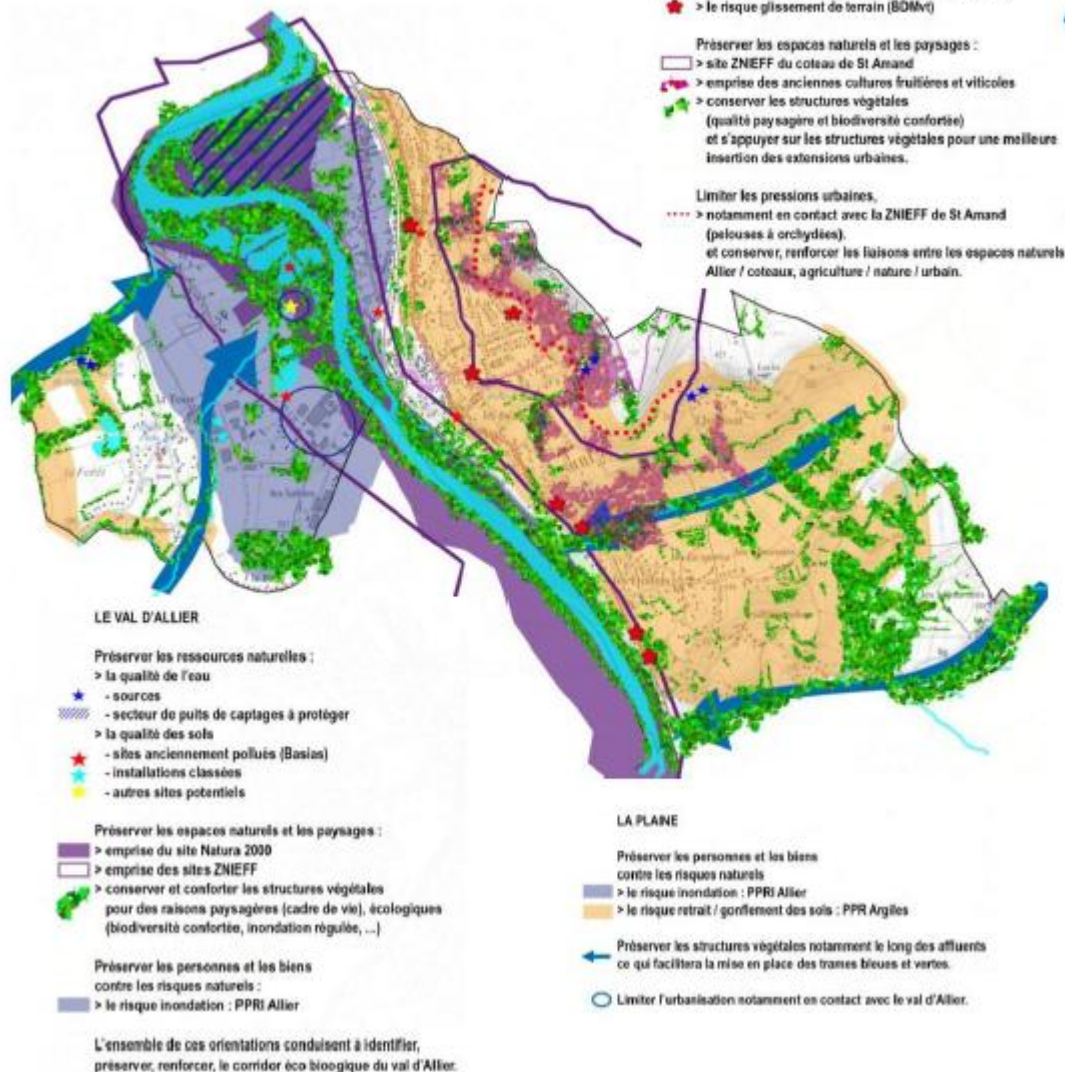 > le risque glissement de terrain (BDMvt)
Préserver les espaces naturels et les paysages :
> site ZNIEFF du coteau de St Amand
> emprise des anciennes cultures fruitières et viticoles
> conserver les structures végétales
(qualité paysagère et biodiversité confortée)
et s'appuyer sur les structures végétales pour une meilleure
insertion des extensions urbaines.
Limiter les pressions urbaines,
> notamment en contact avec la ZNIEFF de St Amand
(pelouses à orchydées).
et conserver, renforcer les liaisons entre les espaces naturels
Allier / coteaux, agriculture / nature / urbain.
LE VAL D'ALLIER
Préserver les ressources naturelles :
> la qualité de l'eau
- sources
- secteur de puits de captages à protéger
> la qualité des sols
- sites anciennement pollués (Basias)
- installations classées
- autres sites potentiels
Préserver les espaces naturels et les paysages :
> emprise du site Natura 2000
> emprise des sites ZNIEFF
> conserver et conforter les structures végétales
pour des raisons paysagères (cadre de vie), écologiques
(biodiversité confortée, inondation régulée, ...)
Préserver les personnes et les biens
contre les risques naturels :
> le risque inondation : PPRI Allier
L'ensemble de ces orientations conduisent à identifier,
préserver, renforcer, le corridor éco bioogique du val d'Allier.
LA PLAINE
Préserver les personnes et les biens
contre les risques naturels
> le risque inondation : PPRI Allier
> le risque retrait / gonflement des sols : PPR Argiles
Préserver les structures végétales notamment le long des affluents
ce qui facilitera la mise en place des trames bleues et vertes.
Limiter l'urbanisation notamment en contact avec le val d'Allier.